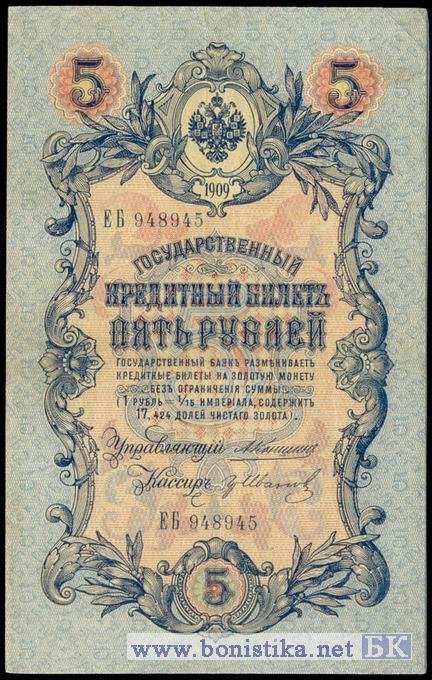 5 5
1909
ЕБ 948945
ГОСУДАРСТВЕННЫЙ
КРЕДИТНЫЙ БИЛЕТЪ
ПЯТЬ РУБЛЕЙ
ГОСУДАРСТВЕННЫЙ БАНКЪ РАЗМѢНИВАЕТЪ
КРЕДИТНЫЕ БИЛЕТЫ НА ЗОЛОТУЮ МОНЕТУ
БЕЗЪ ОГРАНИЧЕНІЯ СУММЫ
(1 РУБЛЬ = 1/15 ИМПЕРІАЛА, СОДЕРЖИТЪ
17,424 ДОЛЕЙ ЧИСТАГО ЗОЛОТА).
Управляющій АКоншинъ
Кассиръ ГрИвановъ
ЕБ 948945
5
www.bonistika.net БК